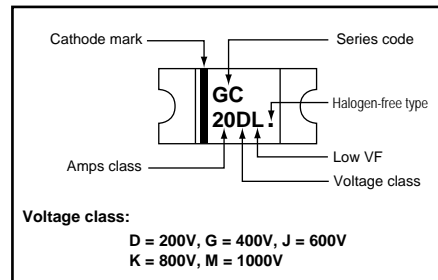 Cathode mark
Series code
GC
20DL.
Halogen-free type
Amps class
Low VF
Voltage class
Voltage class:
D = 200V, G = 400V, J = 600V
K = 800V, M = 1000V